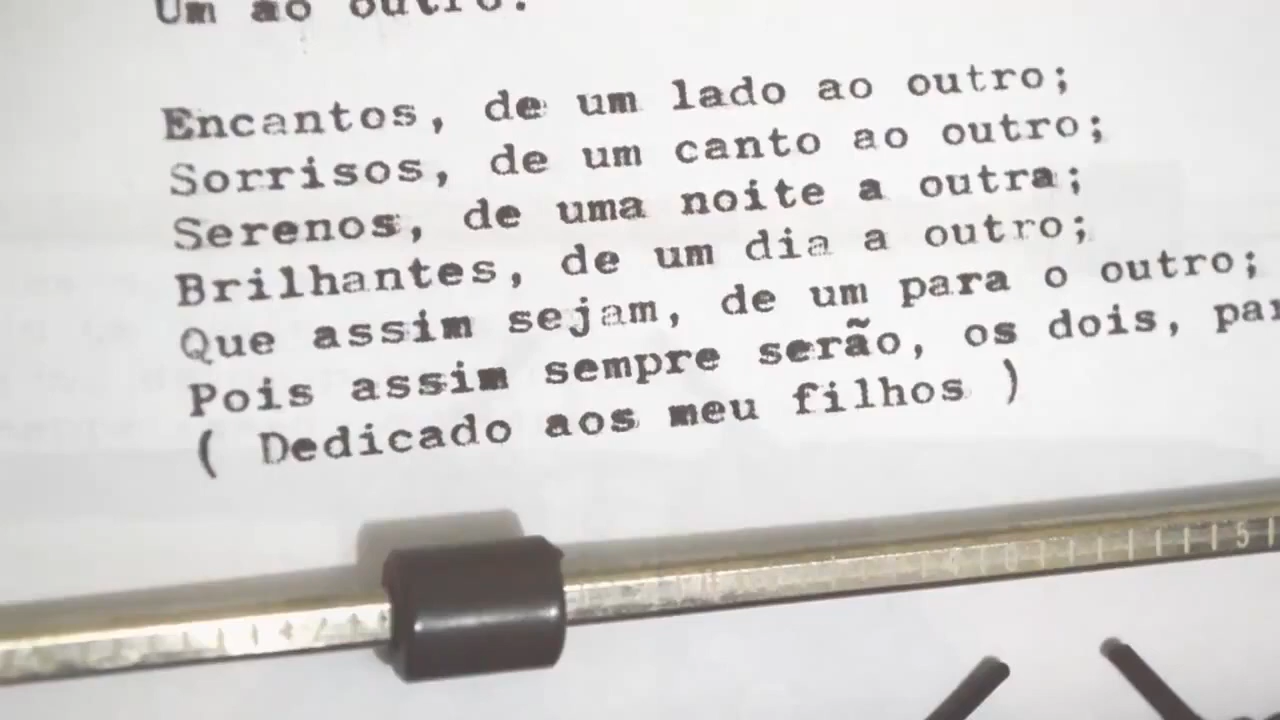 Um ao outro.
Encantos, de um lado ao outro;
Sorrisos, de um canto ao outro;
Serenos, de uma noite a outra;
Brilhantes, de um dia a outro;
Que assim sejam, de um para o outro;
Pois assim sempre serão, os dois,
( Dedicado aos meu filhos )